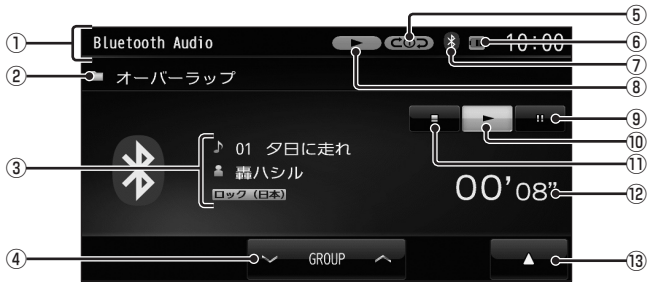 ① Bluetooth Audio 10:00 ⑤ ⑥ ⑦ ⑧
② オーバーラップ
⑨ ⑩ ⑪
③ 01 夕日に走れ
轟ハシル
ロック (日本)
00'08" ⑫
④ GROUP ⑬